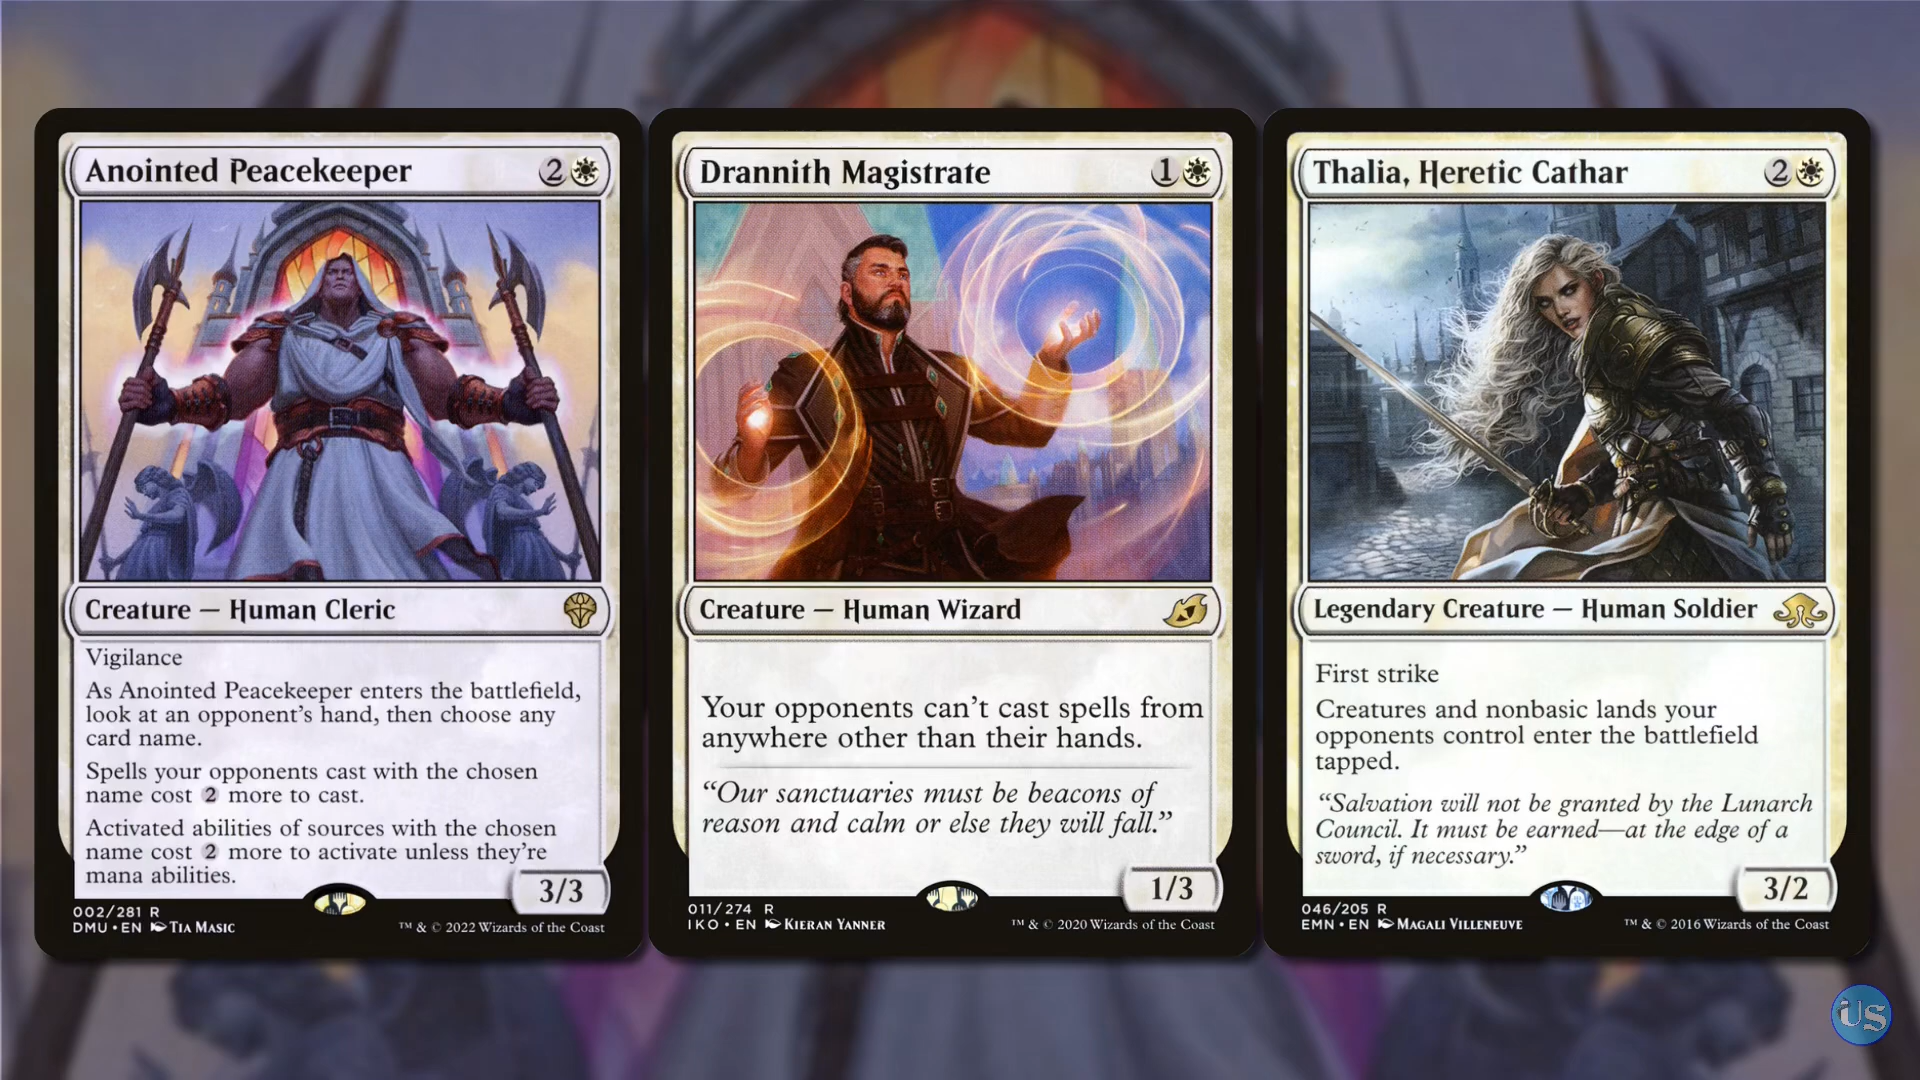 Anointed Peacekeeper 2
Creature — Human Cleric
Vigilance
As Anointed Peacekeeper enters the battlefield,
look at an opponent's hand, then choose any
card name.
Spells your opponents cast with the chosen
name cost 2 more to cast.
Activated abilities of sources with the chosen
name cost 2 more to activate unless they're
mana abilities.
3/3
002/281 R
DMU • EN TIA MASIC
™ & © 2022 Wizards of the Coast
Drannith Magistrate 1
Creature — Human Wizard
Your opponents can't cast spells from
anywhere other than their hands.
“Our sanctuaries must be beacons of
reason and calm or else they will fall.”
1/3
011/274 R
IKO • EN KIERAN YANNER
™ & © 2020 Wizards of the Coast
Thalia, Heretic Cathar 2
Legendary Creature — Human Soldier
First strike
Creatures and nonbasic lands your
opponents control enter the battlefield
tapped.
“Salvation will not be granted by the Lunarch
Council. It must be earned—at the edge of a
sword, if necessary.”
3/2
046/205 R
EMN • EN MAGALI VILLENEUVE
™ & © 2016 Wizards of the Coast
US